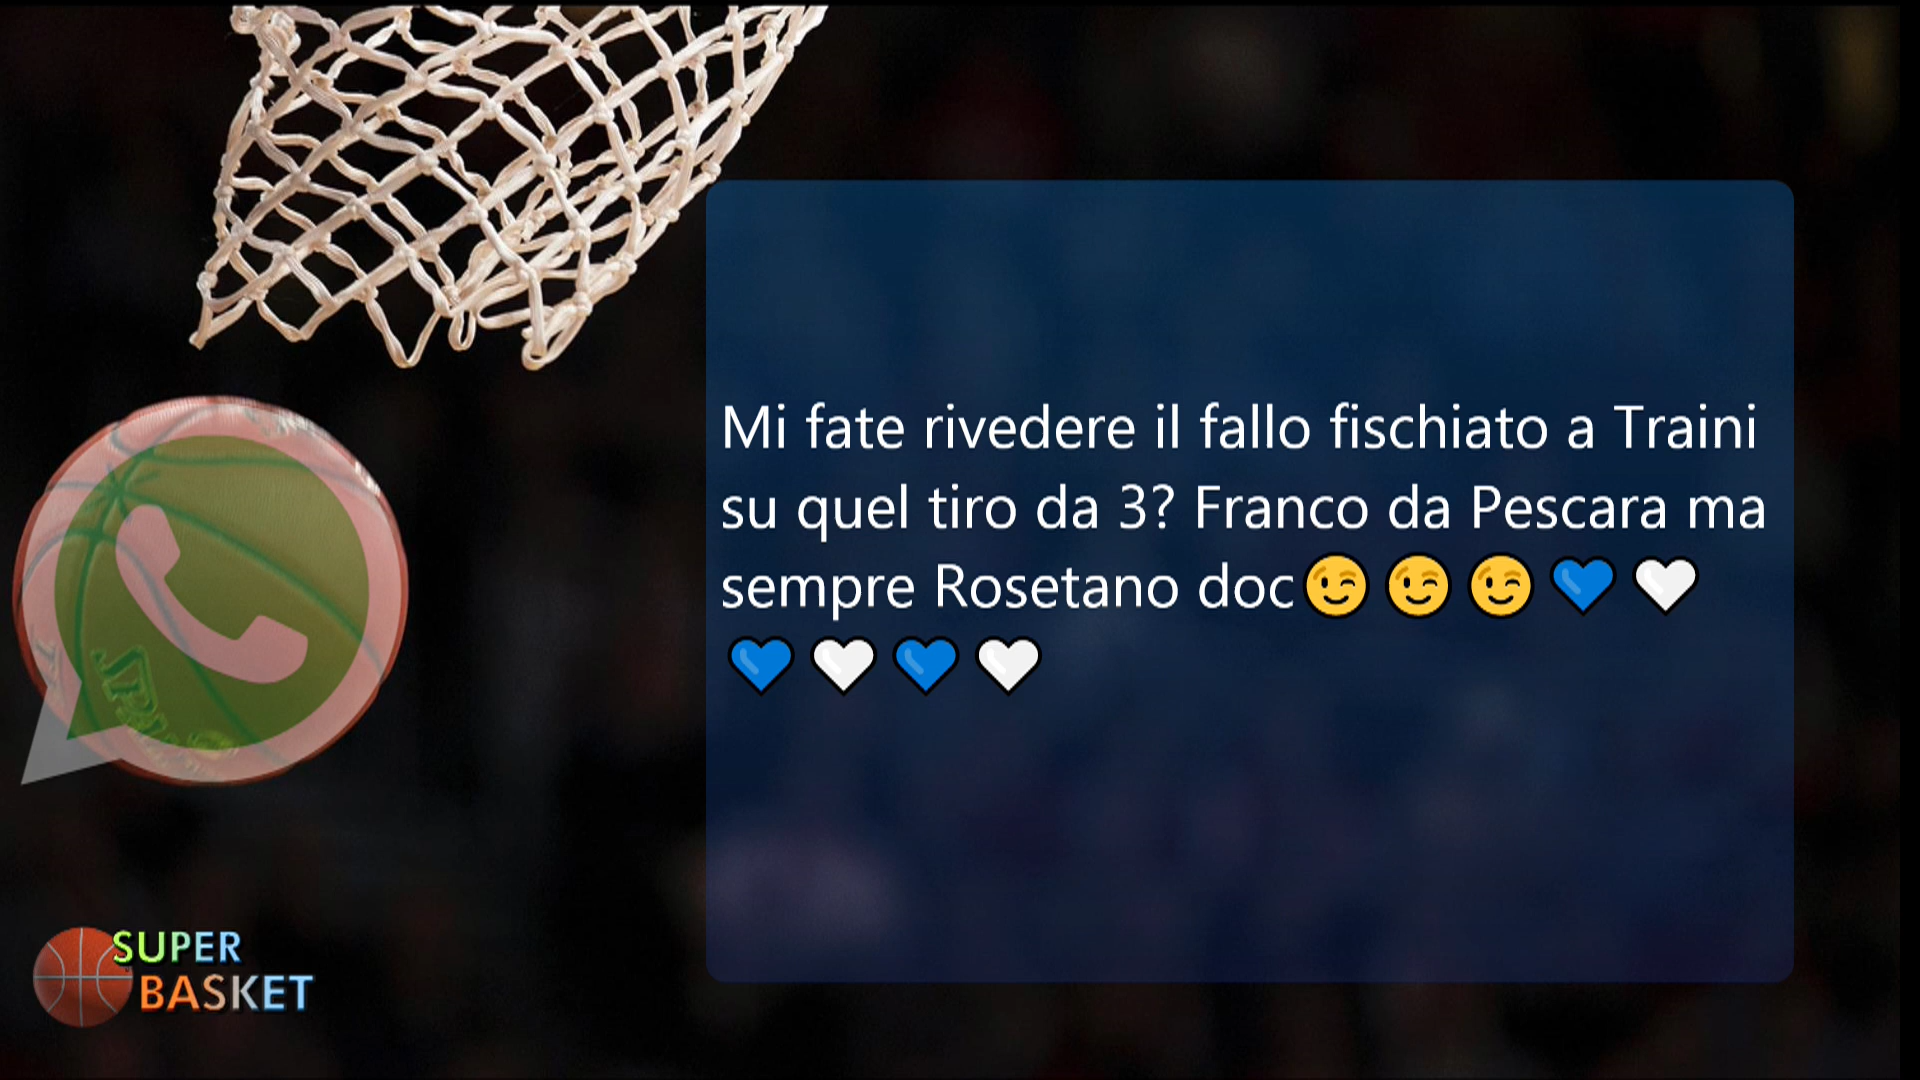 Mi fate rivedere il fallo fischiato a Traini
su quel tiro da 3? Franco da Pescara ma
sempre Rosetano doc😉😉😉💙🤍
💙🤍💙🤍
SUPER
BASKET